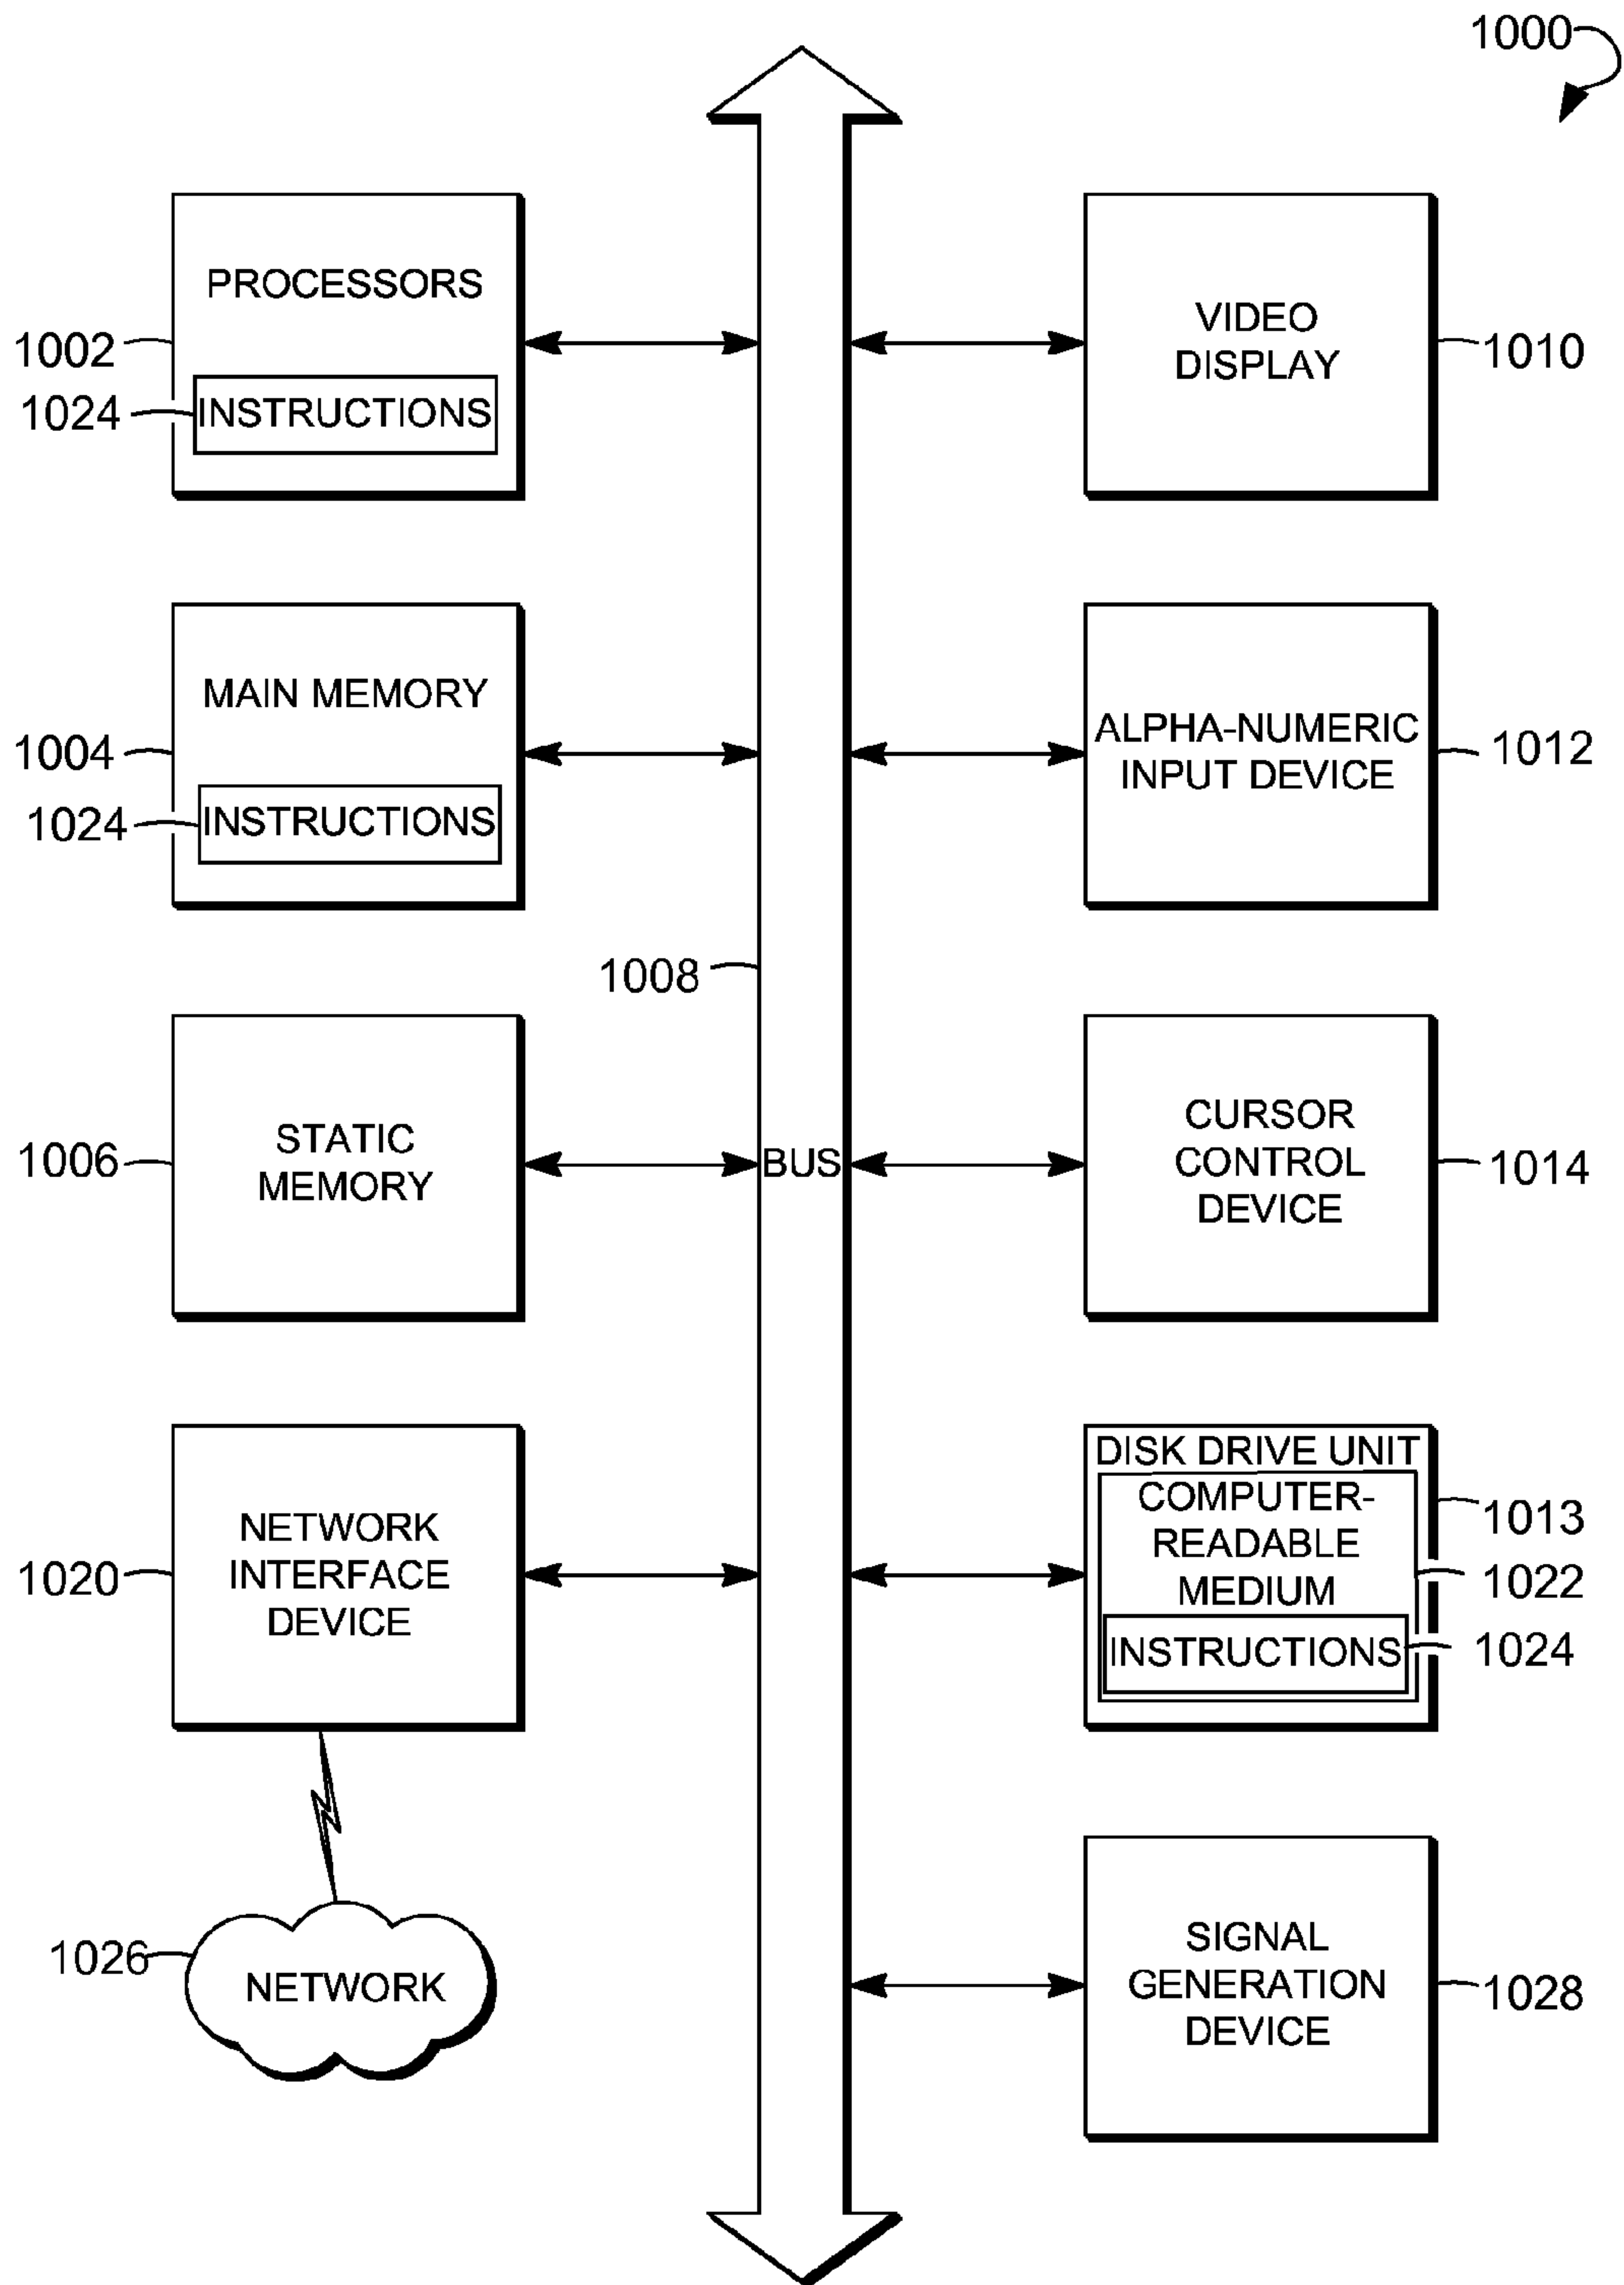 1000
PROCESSORS
1002
1024
INSTRUCTIONS
VIDEO
DISPLAY
1010
MAIN MEMORY
1004
1024
INSTRUCTIONS
ALPHA-NUMERIC
INPUT DEVICE
1012
1008
STATIC
MEMORY
1006
BUS
CURSOR
CONTROL
DEVICE
1014
NETWORK
INTERFACE
DEVICE
1020
DISK DRIVE UNIT
COMPUTER-
READABLE
MEDIUM
INSTRUCTIONS
1013
1022
1024
1026
NETWORK
SIGNAL
GENERATION
DEVICE
1028